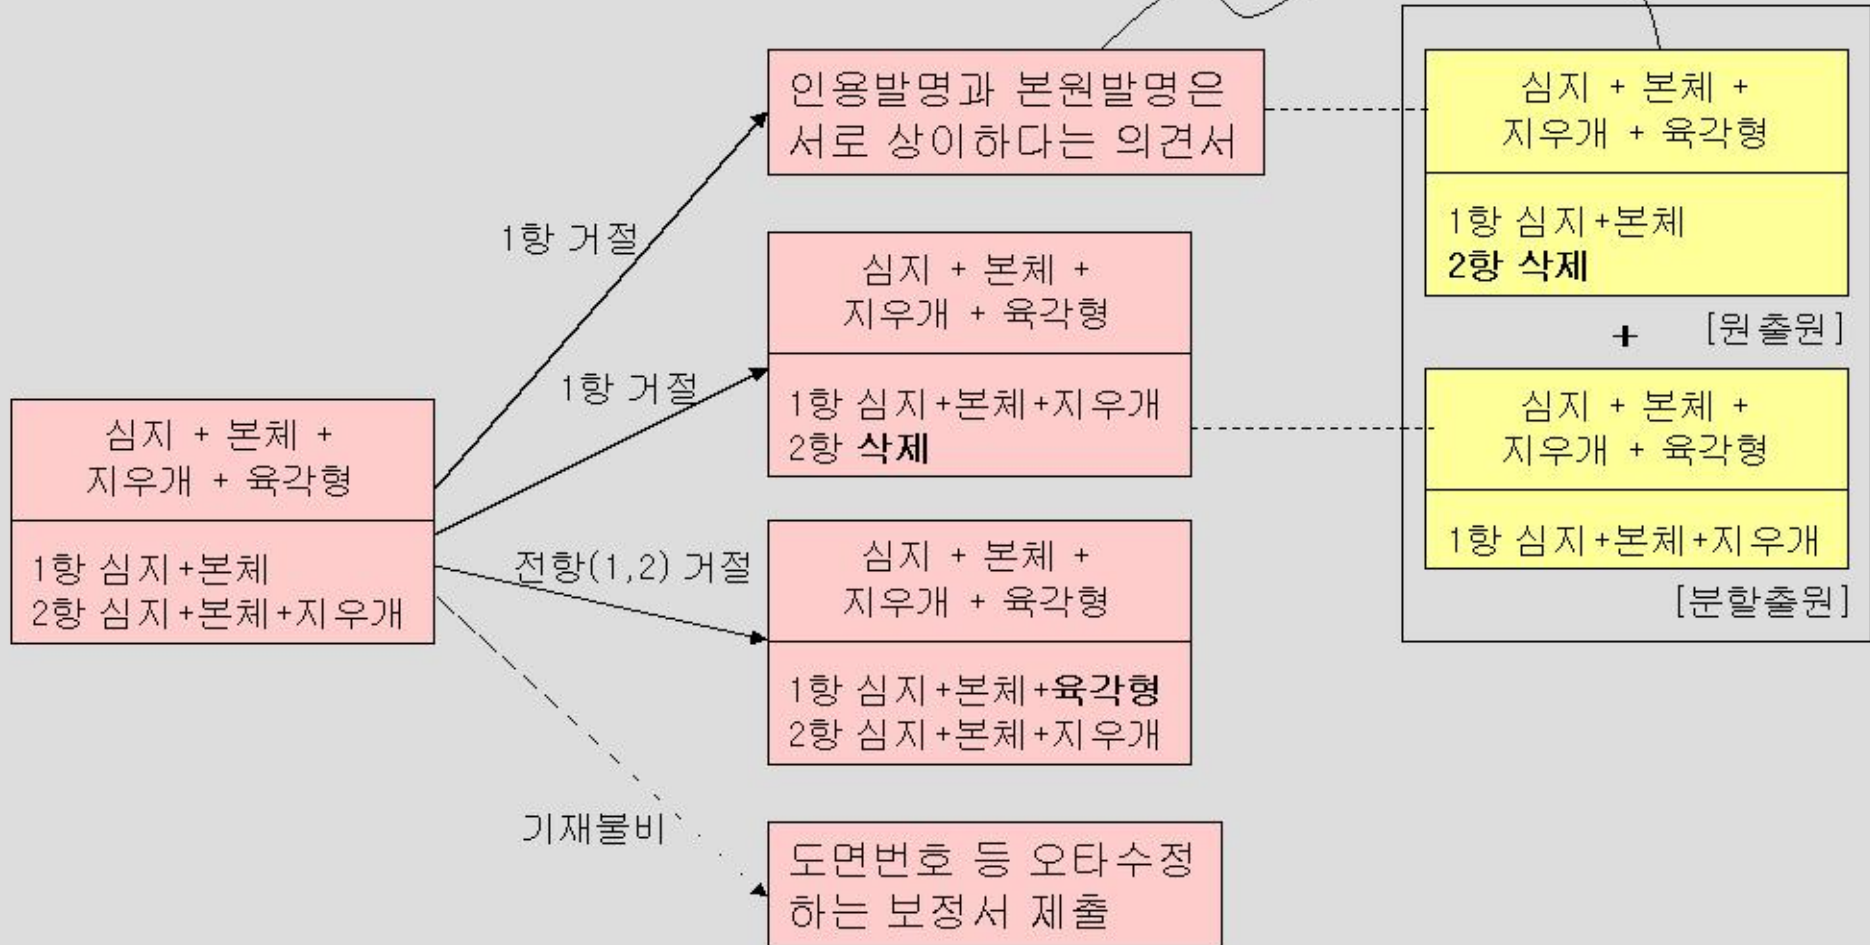 심지 + 본체 +
지우개 + 육각형
1항 심지+본체
2항 심지+본체+지우개
1항 거절
1항 거절
전항(1,2) 거절
기재불비
인용발명과 본원발명은
서로 상이하다는 의견서
심지 + 본체 +
지우개 + 육각형
1항 심지+본체+지우개
2항 삭제
심지 + 본체 +
지우개 + 육각형
1항 심지+본체+육각형
2항 심지+본체+지우개
도면번호 등 오타수정
하는 보정서 제출
심지 + 본체 +
지우개 + 육각형
1항 심지+본체
2항 삭제
+ [원출원]
심지 + 본체 +
지우개 + 육각형
1항 심지+본체+지우개
[분할출원]